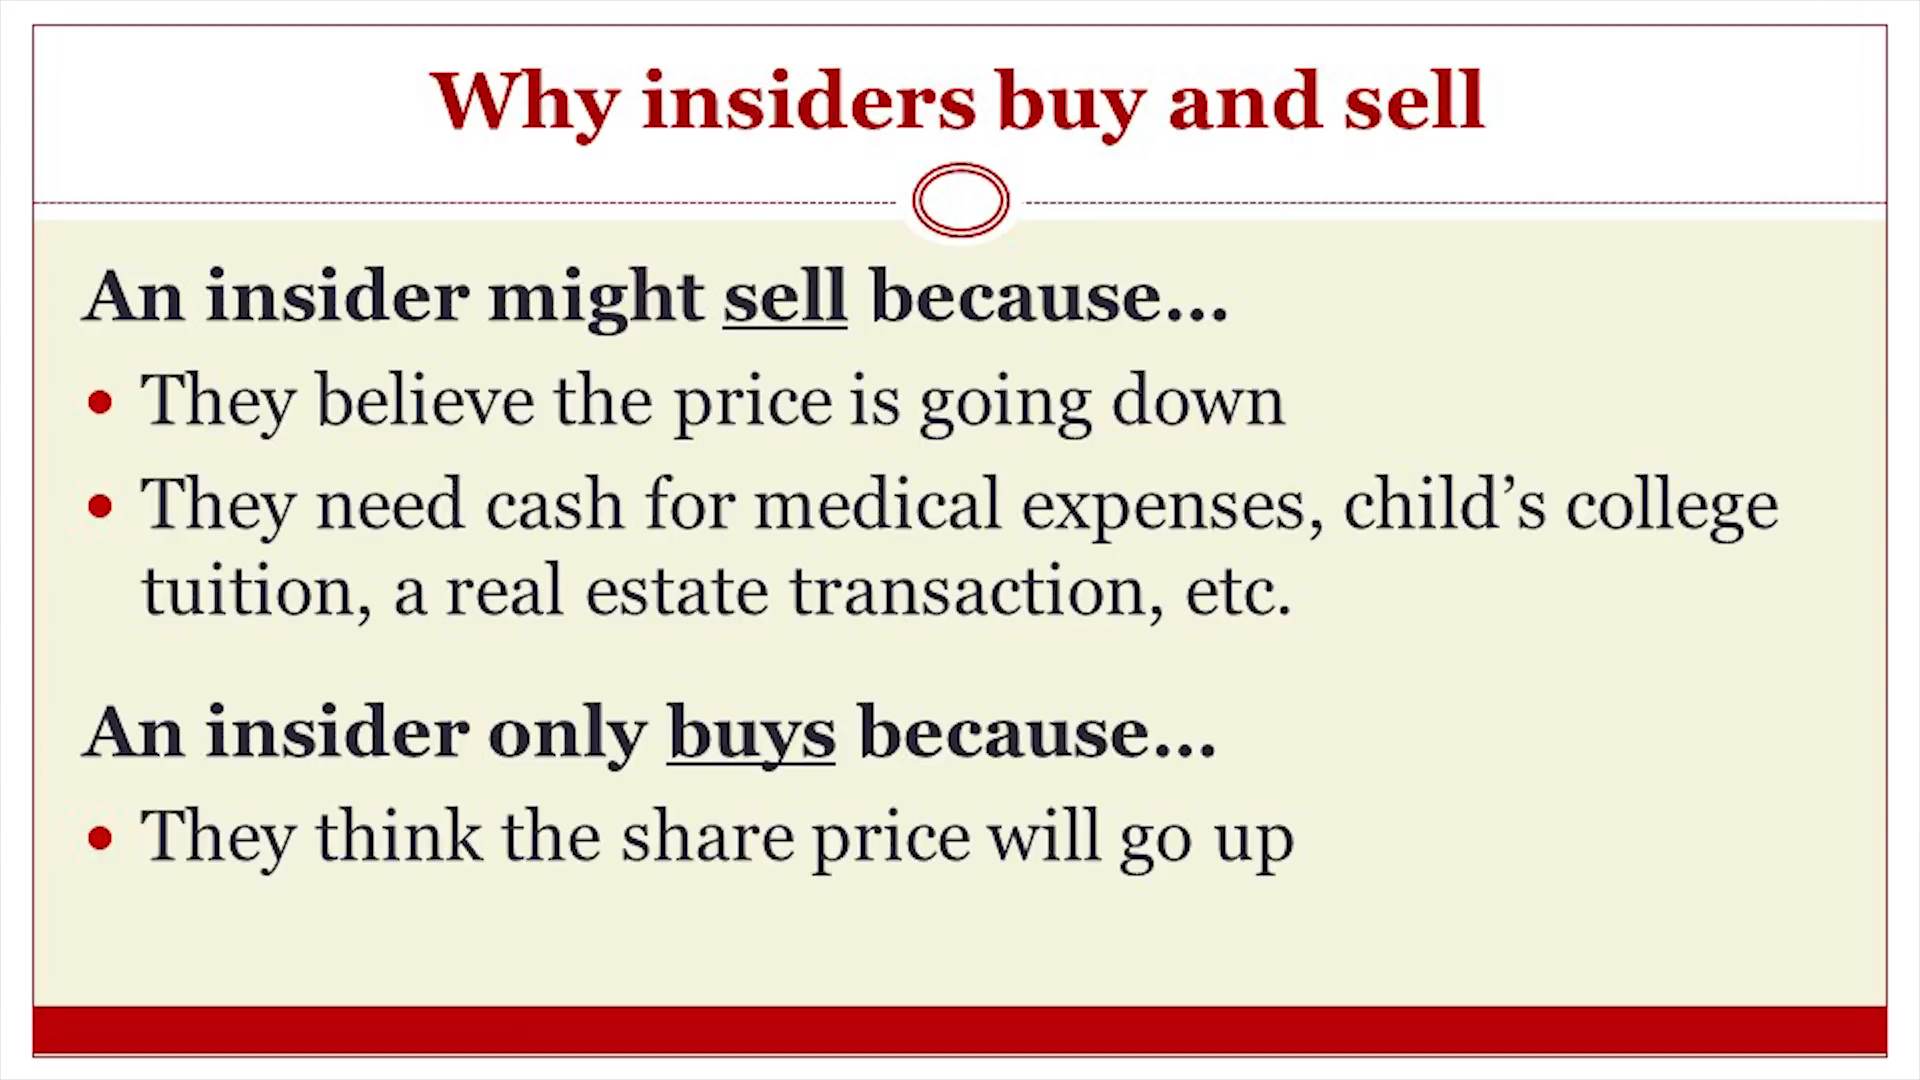 Why insiders buy and sell
An insider might sell because...
• They believe the price is going down
• They need cash for medical expenses, child’s college
tuition, a real estate transaction, etc.
An insider only buys because...
• They think the share price will go up